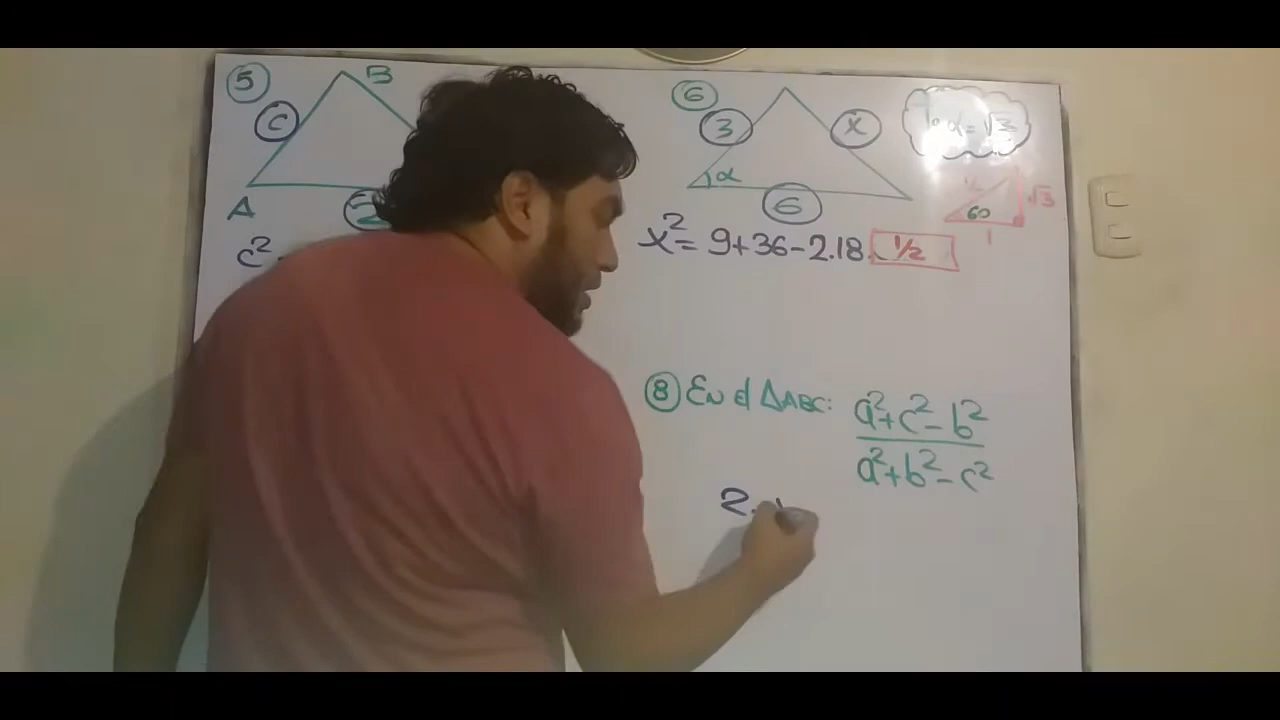 5
B
C
A
c²
6
3
x
α
6
Tg α = √3
60
√3
1
x² = 9+36-2.18. 1/2
8 En el ΔABC: a²+c²-b²
a²+b²-c²
2.